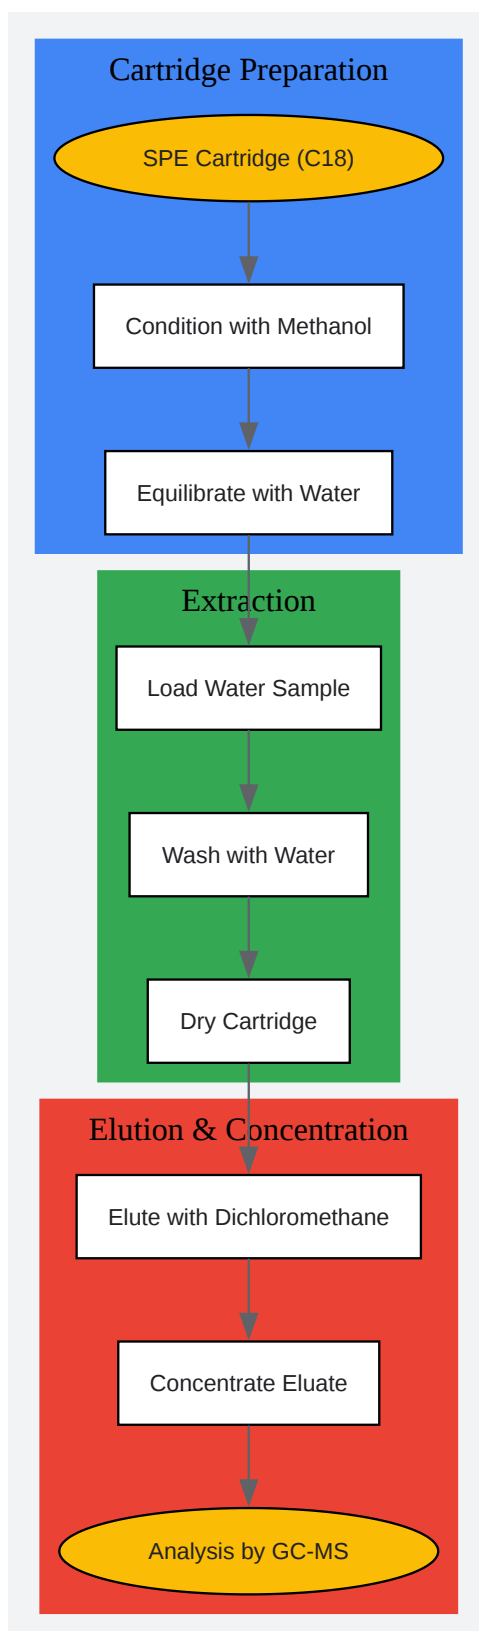 Cartridge Preparation
SPE Cartridge (C18)
Condition with Methanol
Equilibrate with Water
Extraction
Load Water Sample
Wash with Water
Dry Cartridge
Elution & Concentration
Elute with Dichloromethane
Concentrate Eluate
Analysis by GC-MS